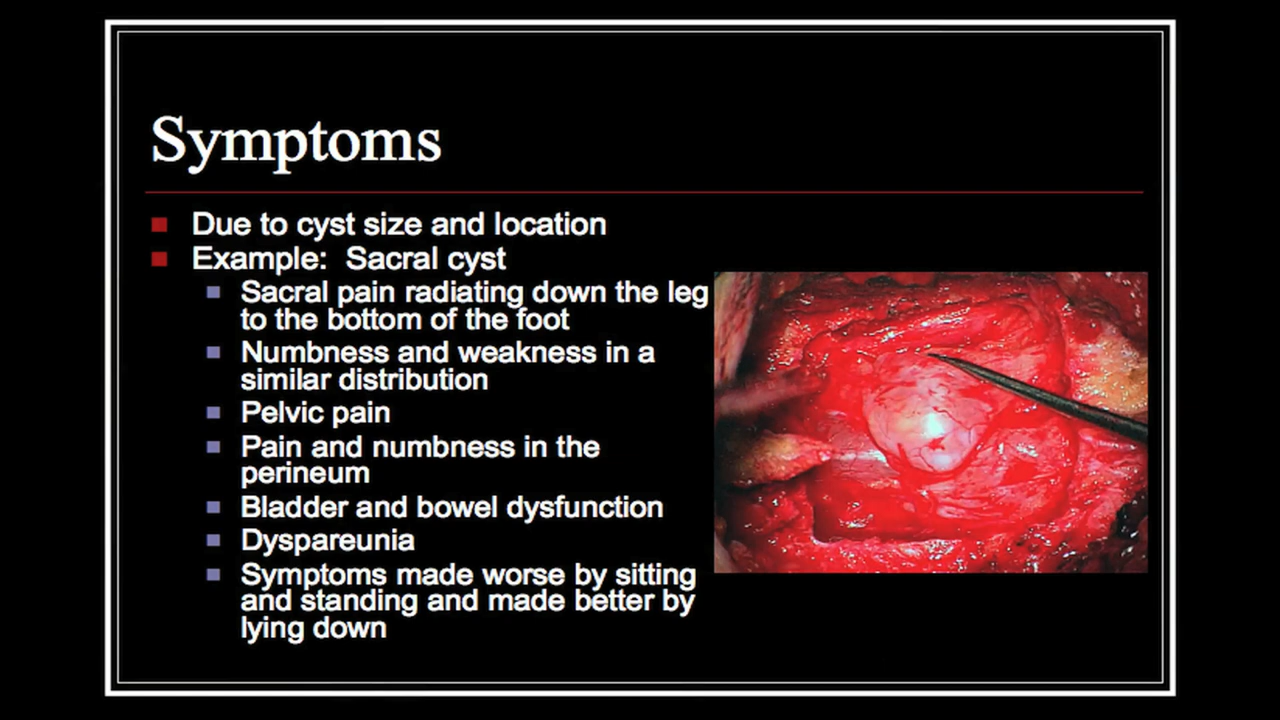 Symptoms
Due to cyst size and location
Example: Sacral cyst
Sacral pain radiating down the leg
to the bottom of the foot
Numbness and weakness in a
similar distribution
Pelvic pain
Pain and numbness in the
perineum
Bladder and bowel dysfunction
Dyspareunia
Symptoms made worse by sitting
and standing and made better by
lying down